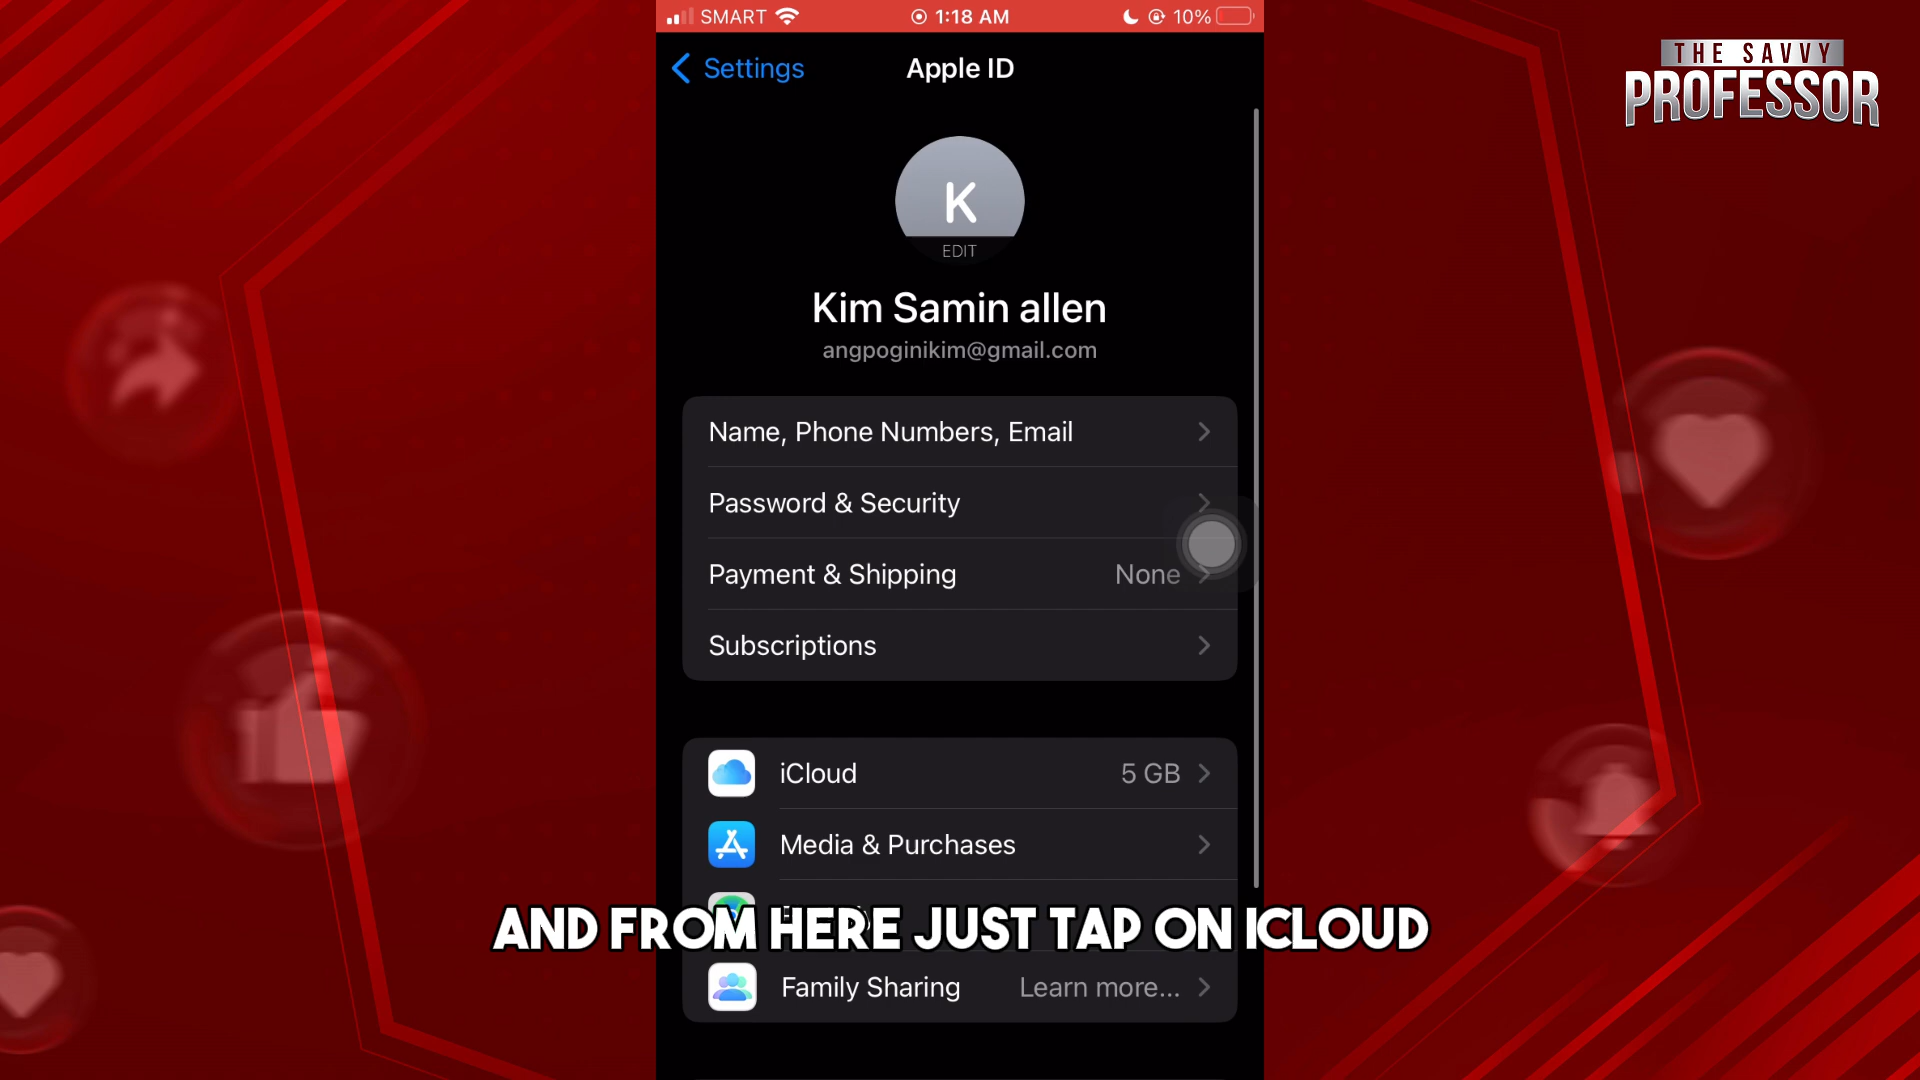 SMART 1:18 AM 10%
THE SAVVY
PROFESSOR
Settings Apple ID
K
EDIT
Kim Samin allen
angpoginikim@gmail.com
Name, Phone Numbers, Email
Password & Security
Payment & Shipping None
Subscriptions
iCloud 5 GB
Media & Purchases
AND FROM HERE JUST TAP ON ICLOUD
Family Sharing Learn more...